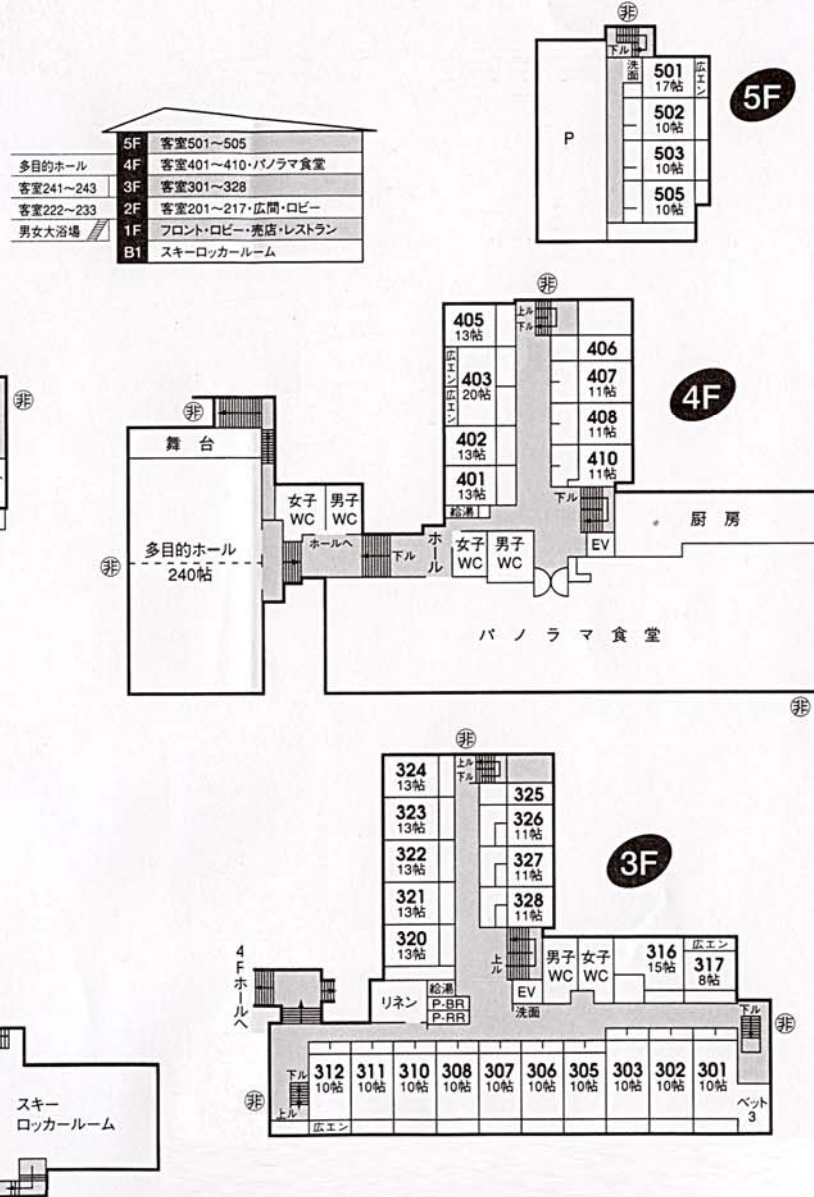 非
下ル
洗面
501
17帖
広エン
5F
502
10帖
P
503
10帖
505
10帖
5F 客室501～505
多目的ホール 4F 客室401～410・パノラマ食堂
客室241～243 3F 客室301～328
客室222～233 2F 客室201～217・広間・ロビー
男女大浴場 1F フロント・ロビー・売店・レストラン
B1 スキーロッカールーム
非
405
13帖
上ル
下ル
406
広エン
403
20帖
広エン
407
11帖
4F
非
非
408
11帖
舞台
402
13帖
410
11帖
401
13帖
女子
WC
男子
WC
給湯
下ル
厨房
多目的ホール
240帖
非
ホールへ
下ル
ホール
女子
WC
男子
WC
EV
パノラマ食堂
非
非
324
13帖
上ル
下ル
325
323
13帖
326
11帖
3F
322
13帖
327
11帖
321
13帖
328
11帖
320
13帖
上ル
男子
WC
女子
WC
316
15帖
広エン
317
8帖
4Fホールへ
リネン
給湯
P-BR
P-RR
EV
洗面
下ル
非
下ル
上ル
非
312
10帖
311
10帖
310
10帖
308
10帖
307
10帖
306
10帖
305
10帖
303
10帖
302
10帖
301
10帖
ベット
3
広エン
スキー
ロッカールーム